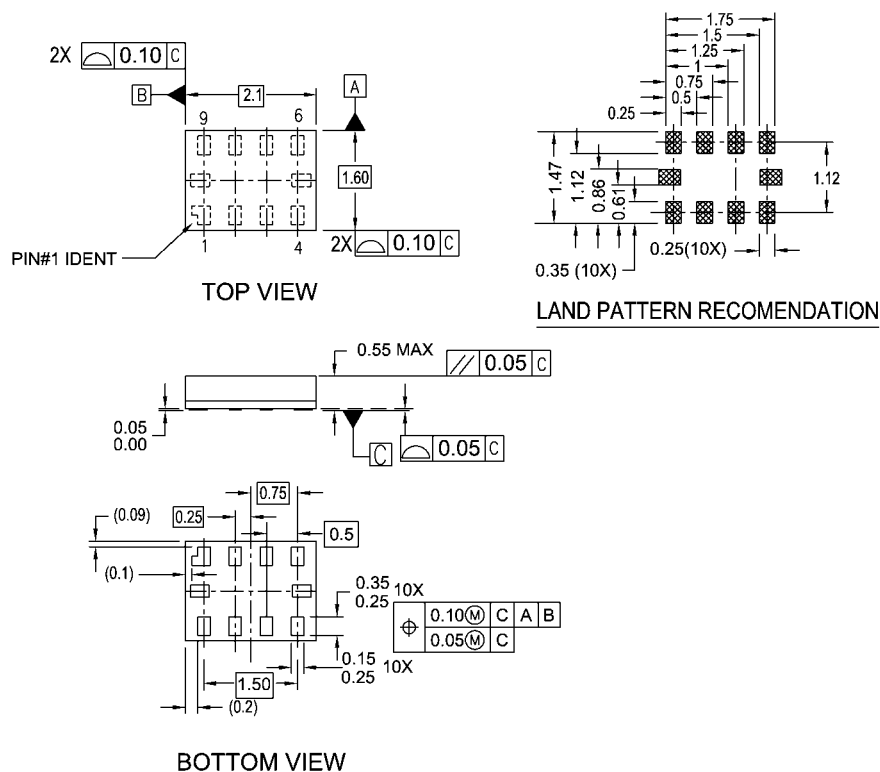 2X ⌓ 0.10 C
B
2.1
A
9
6
1.60
1
4
2X ⌓ 0.10 C
PIN#1 IDENT
TOP VIEW
1.75
1.5
1.25
1
0.75
0.5
0.25
1.47
1.12
0.86
0.61
1.12
0.25(10X)
0.35 (10X)
LAND PATTERN RECOMENDATION
0.55 MAX
// 0.05 C
0.05
0.00
C
⌓ 0.05 C
0.75
(0.09)
0.25
0.5
(0.1)
0.35
0.25
10X
⌖ 0.10Ⓜ C A B
0.05Ⓜ C
0.15
0.25
10X
1.50
(0.2)
BOTTOM VIEW